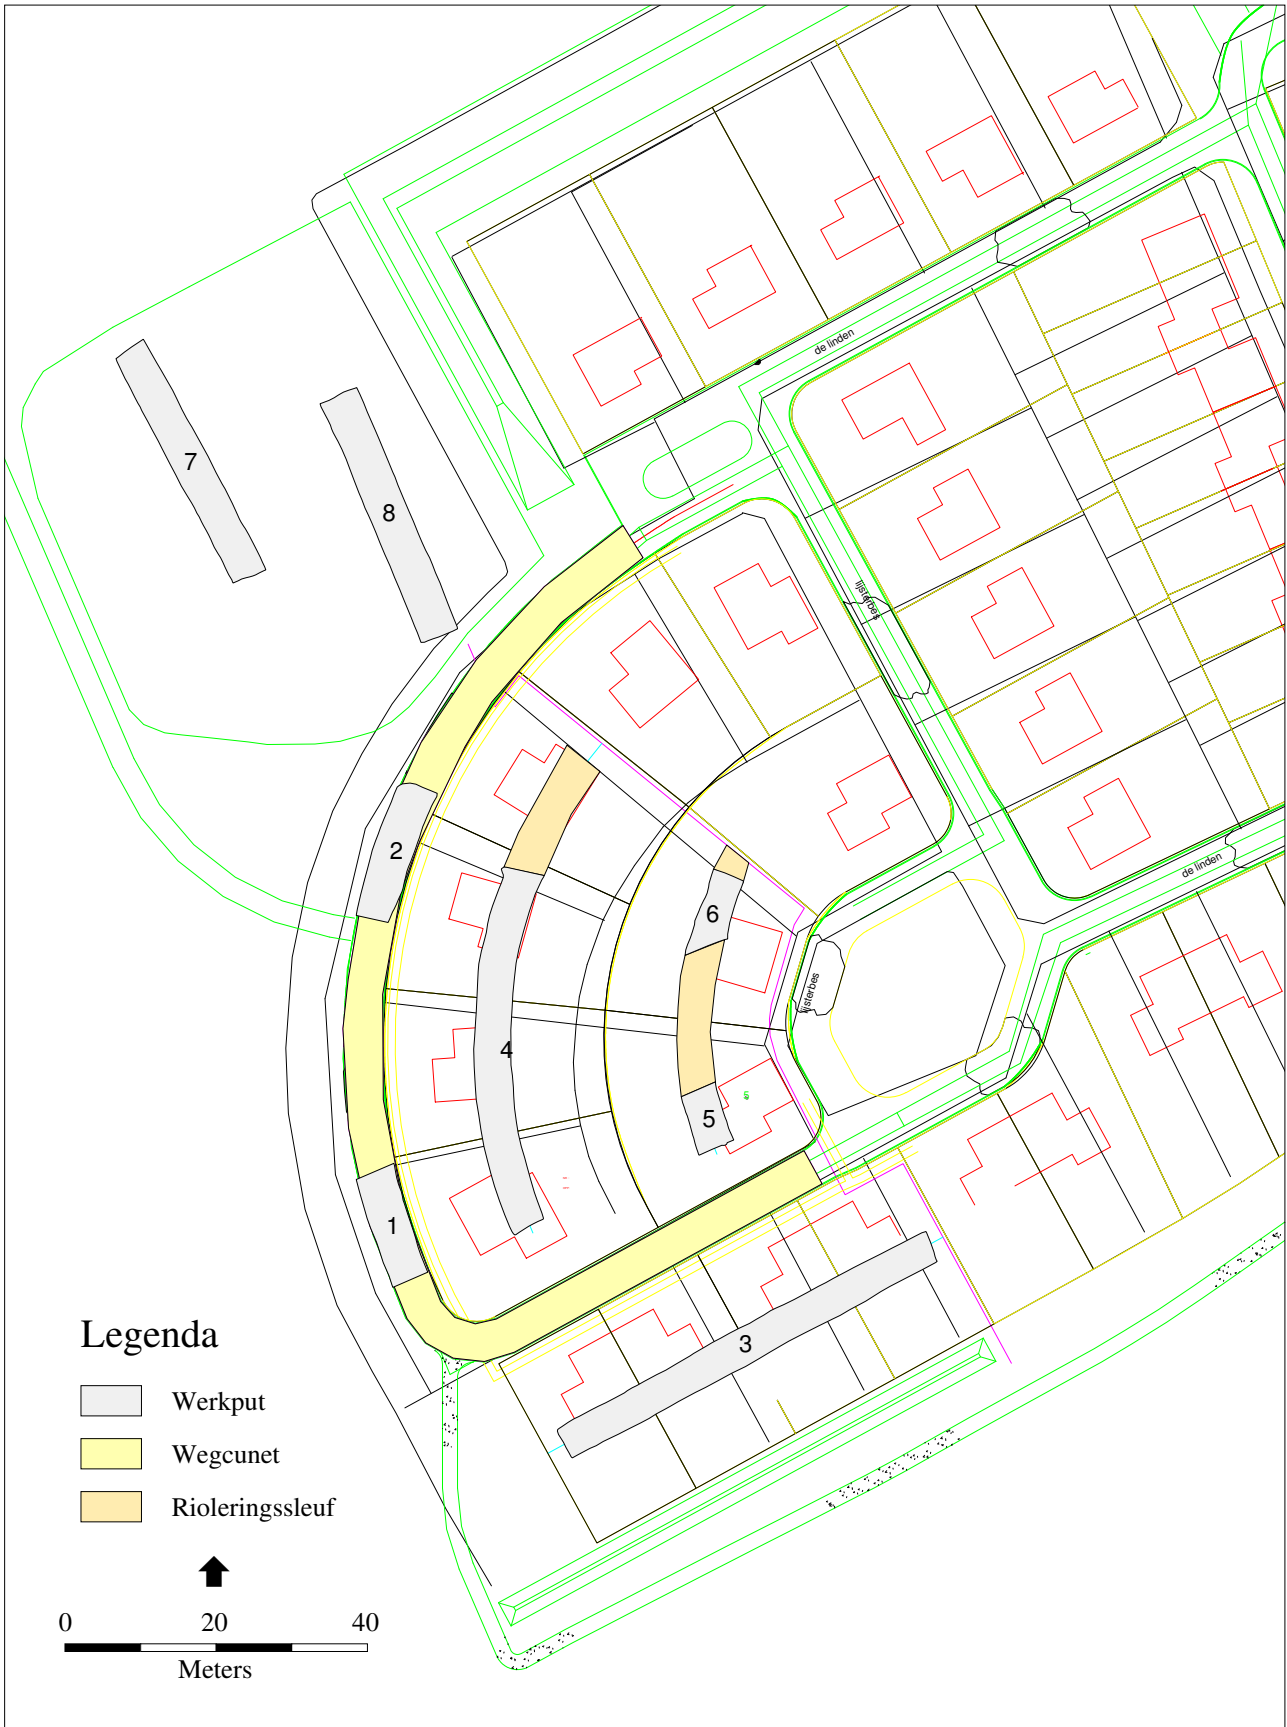 de linden
7
8
lijsterbes
2
de linden
6
lijsterbes
4
5
1
3
Legenda
Werkput
Wegcunet
Rioleringssleuf
0 20 40
Meters